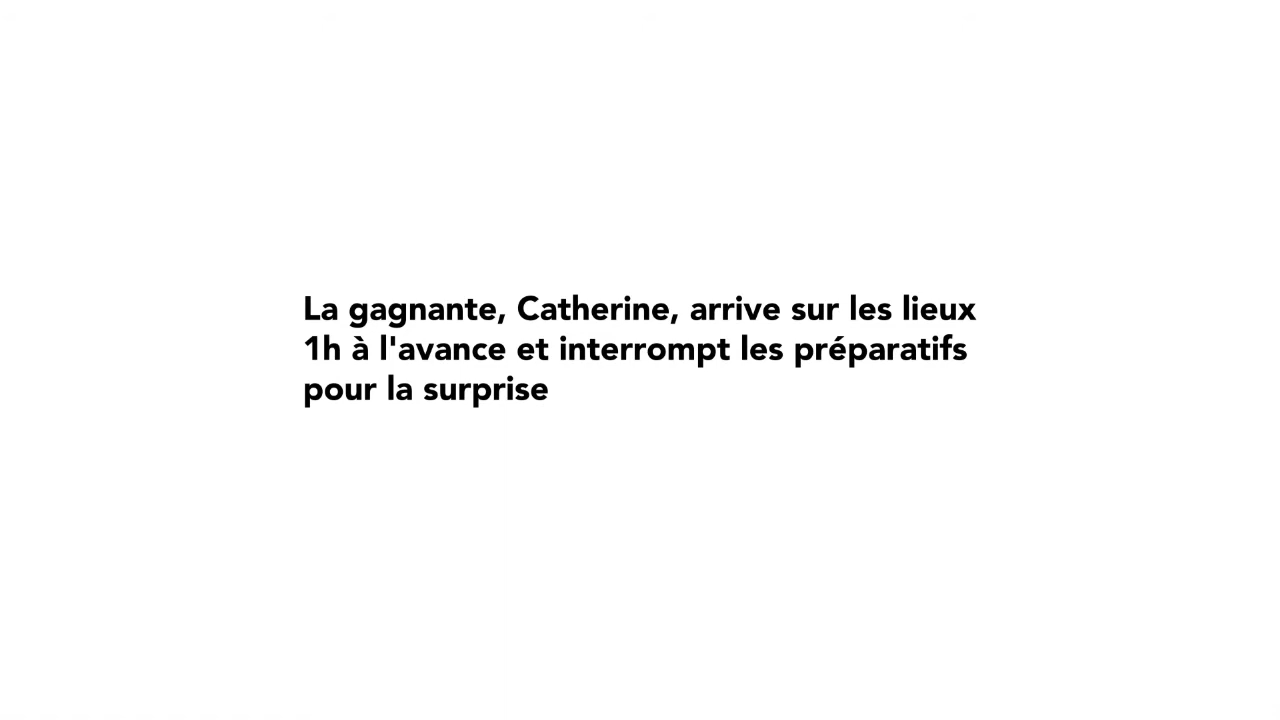 La gagnante, Catherine, arrive sur les lieux
1h à l'avance et interrompt les préparatifs
pour la surprise